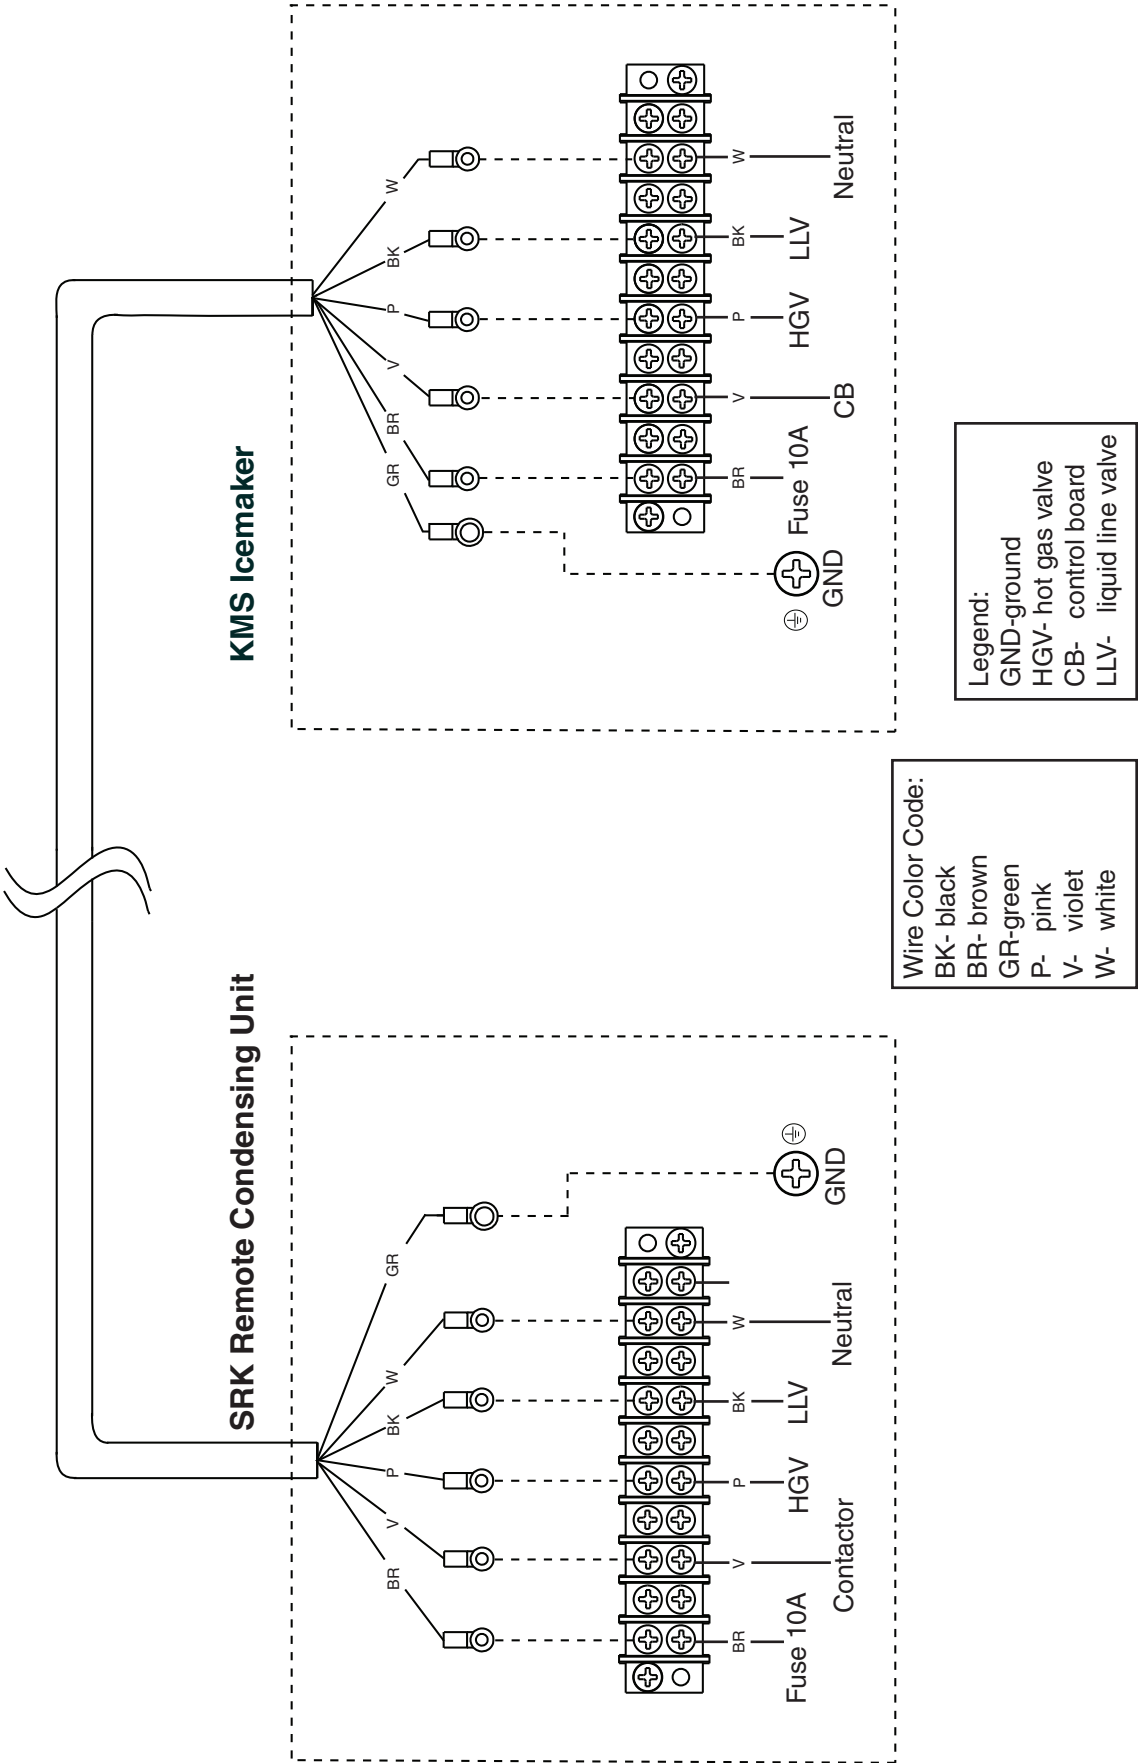 SRK Remote Condensing Unit
KMS Icemaker
BR
V
P
BK
W
GR
GR
BR
V
P
BK
W
BR
V
P
BK
W
BR
V
P
BK
W
Fuse 10A
Contactor
HGV
LLV
Neutral
GND
GND
Fuse 10A
CB
HGV
LLV
Neutral
Wire Color Code:
BK- black
BR- brown
GR-green
P- pink
V- violet
W- white
Legend:
GND-ground
HGV- hot gas valve
CB- control board
LLV- liquid line valve